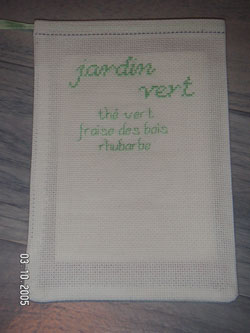 jardin
vert
thé vert
fraise des bois
rhubarbe
03-10-2005